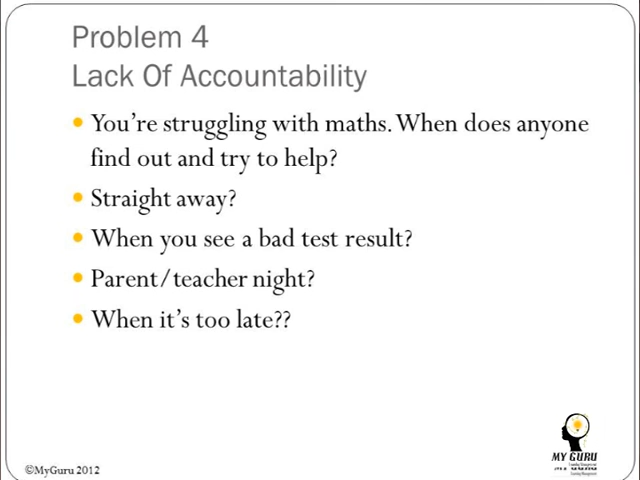 Problem 4
Lack Of Accountability
You're struggling with maths. When does anyone
find out and try to help?
Straight away?
When you see a bad test result?
Parent/teacher night?
When it's too late??
MY GURU
©MyGuru 2012